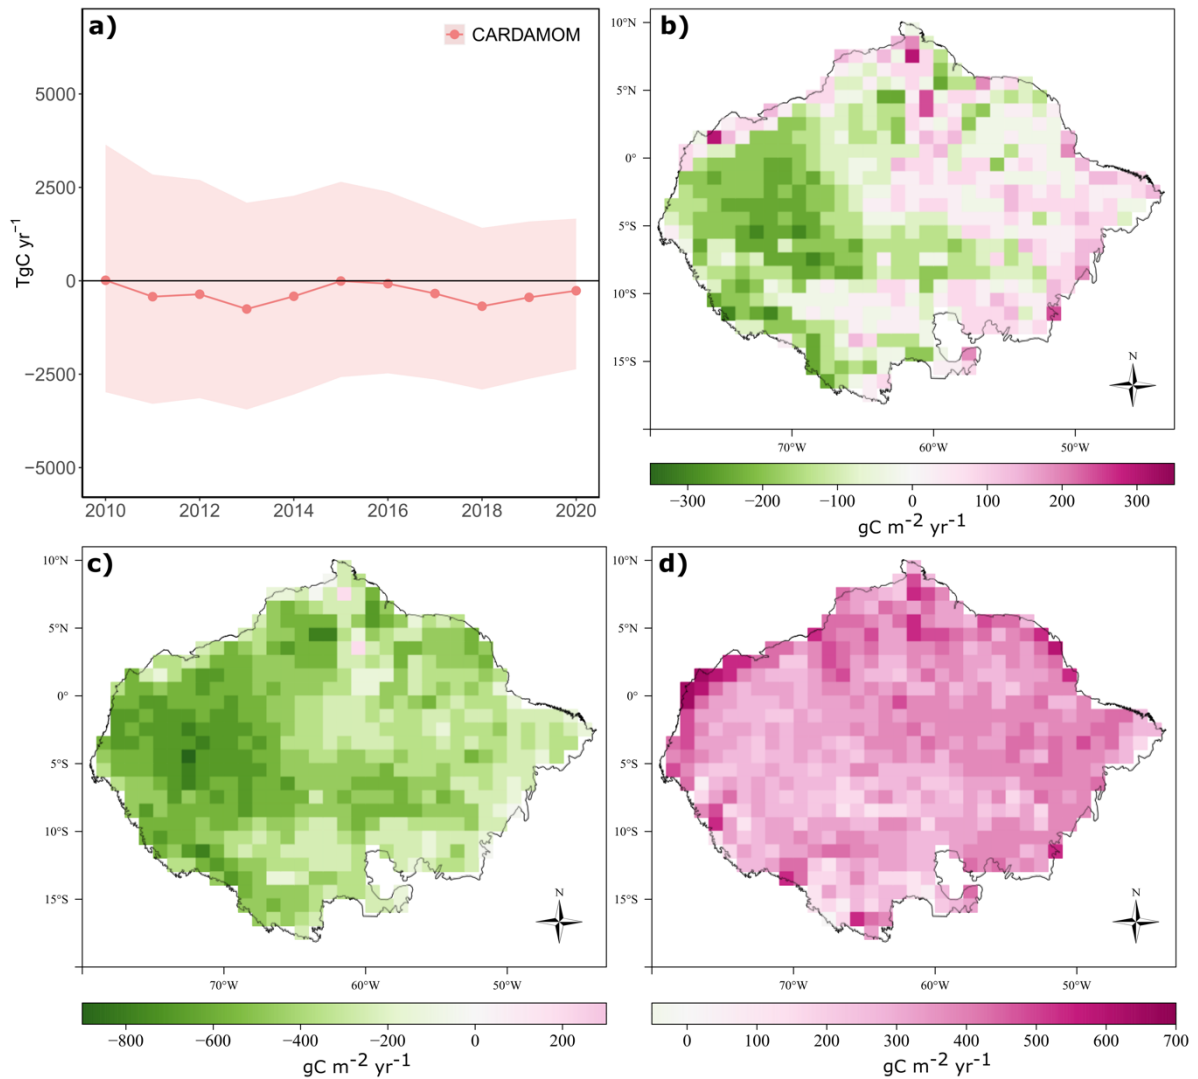 a)
CARDAMOM
5000
2500
0
−2500
−5000
TgC yr⁻¹
2010 2012 2014 2016 2018 2020
b)
10°N
5°N
0°
5°S
10°S
15°S
N
70°W 60°W 50°W
−300 −200 −100 0 100 200 300
gC m⁻² yr⁻¹
c)
10°N
5°N
0°
5°S
10°S
15°S
N
70°W 60°W 50°W
−800 −600 −400 −200 0 200
gC m⁻² yr⁻¹
d)
10°N
5°N
0°
5°S
10°S
15°S
N
70°W 60°W 50°W
0 100 200 300 400 500 600 700
gC m⁻² yr⁻¹